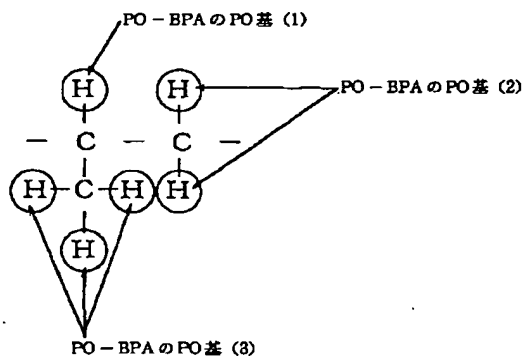 PO－BPAのPO基 (1)
H H PO－BPAのPO基 (2)
－ C － C －
H－C－H H
H
PO－BPAのPO基 (3)